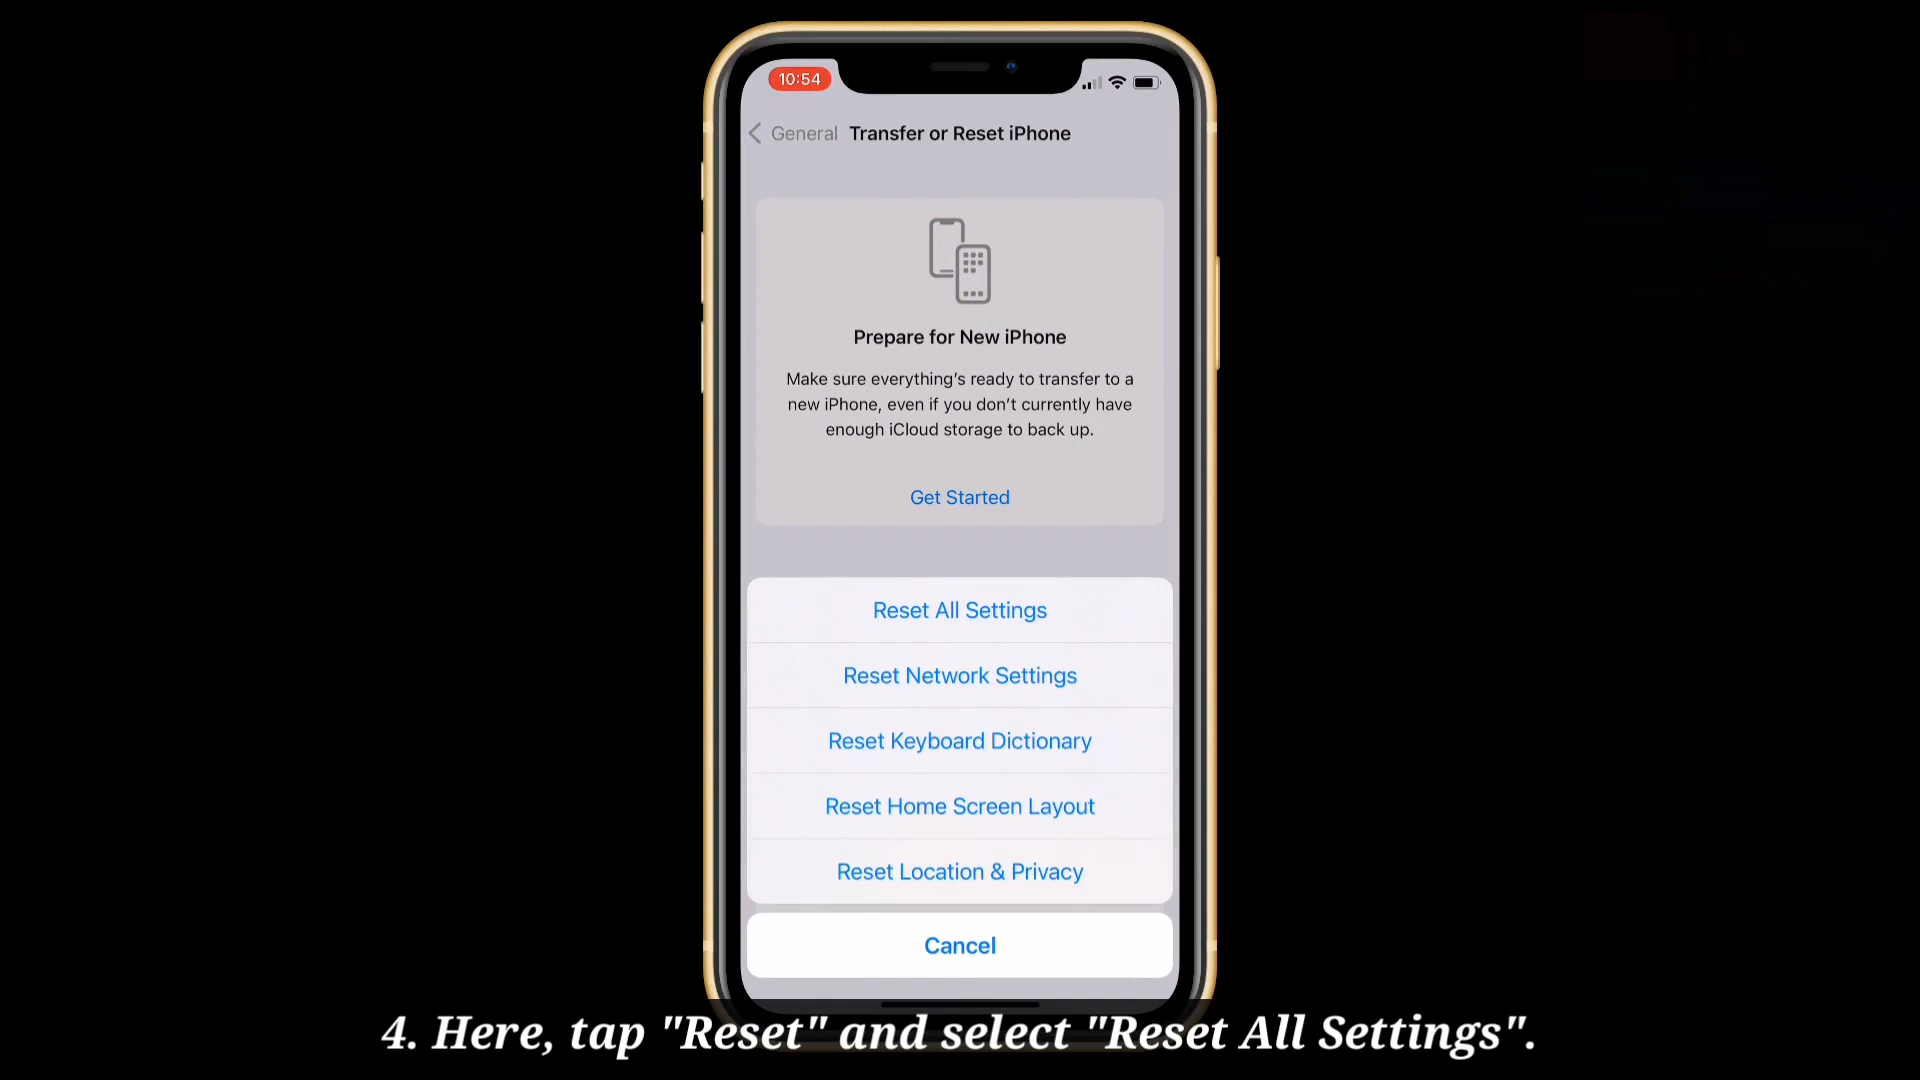 10:54
General Transfer or Reset iPhone
Prepare for New iPhone
Make sure everything’s ready to transfer to a
new iPhone, even if you don’t currently have
enough iCloud storage to back up.
Get Started
Reset All Settings
Reset Network Settings
Reset Keyboard Dictionary
Reset Home Screen Layout
Reset Location & Privacy
Cancel
4. Here, tap "Reset" and select "Reset All Settings".